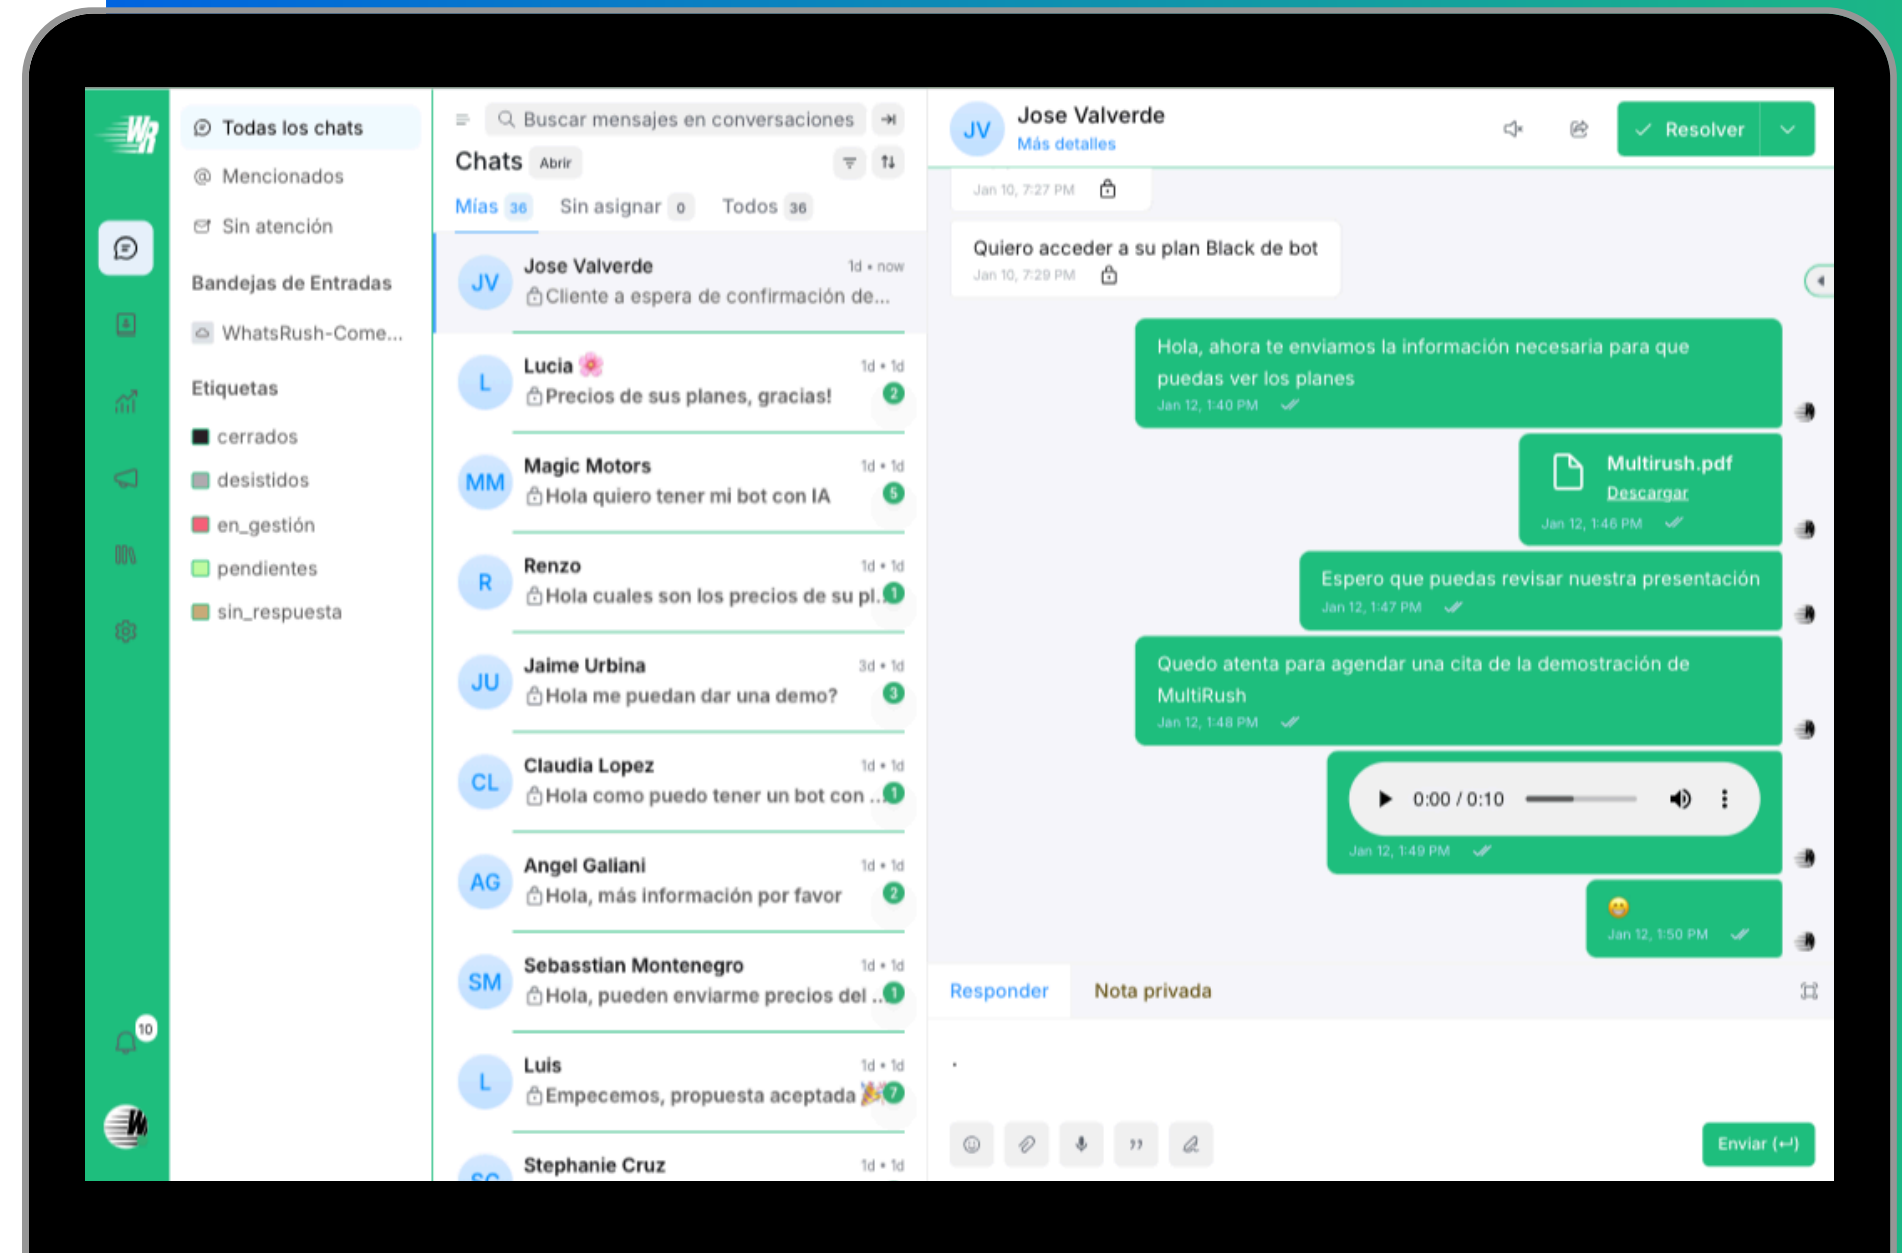 WR
Todas los chats
Mencionados
Sin atención
Bandejas de Entradas
WhatsRush-Come...
Etiquetas
cerrados
desistidos
en_gestión
pendientes
sin_respuesta
10
Buscar mensajes en conversaciones
Chats Abrir
Mías 36 Sin asignar 0 Todos 36
JV Jose Valverde 1d • now
Cliente a espera de confirmación de...
L Lucia 🌸 1d • 1d
Precios de sus planes, gracias! 2
MM Magic Motors 1d • 1d
Hola quiero tener mi bot con IA 5
R Renzo 1d • 1d
Hola cuales son los precios de su pl... 1
JU Jaime Urbina 3d • 1d
Hola me puedan dar una demo? 3
CL Claudia Lopez 1d • 1d
Hola como puedo tener un bot con ... 1
AG Angel Galiani 1d • 1d
Hola, más información por favor 2
SM Sebasstian Montenegro 1d • 1d
Hola, pueden enviarme precios del ... 1
L Luis 1d • 1d
Empecemos, propuesta aceptada 🎉 7
SC Stephanie Cruz 1d • 1d
JV Jose Valverde
Más detalles
Resolver
Jan 10, 7:27 PM
Quiero acceder a su plan Black de bot
Jan 10, 7:29 PM
Hola, ahora te enviamos la información necesaria para que
puedas ver los planes
Jan 12, 1:40 PM
Multirush.pdf
Descargar
Jan 12, 1:46 PM
Espero que puedas revisar nuestra presentación
Jan 12, 1:47 PM
Quedo atenta para agendar una cita de la demostración de
MultiRush
Jan 12, 1:48 PM
0:00 / 0:10
Jan 12, 1:49 PM
😁
Jan 12, 1:50 PM
Responder Nota privada
.
Enviar (↵)